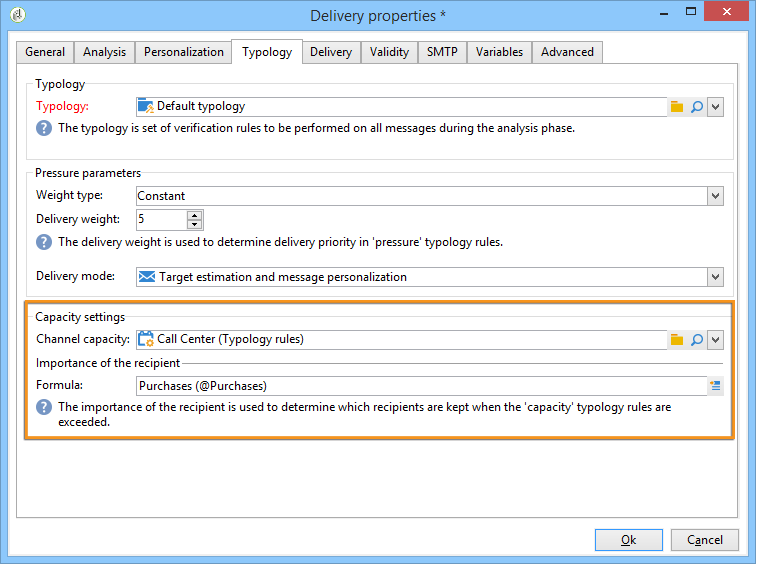 Delivery properties *
General Analysis Personalization Typology Delivery Validity SMTP Variables Advanced
Typology
Typology: Default typology
? The typology is set of verification rules to be performed on all messages during the analysis phase.
Pressure parameters
Weight type: Constant
Delivery weight: 5
? The delivery weight is used to determine delivery priority in 'pressure' typology rules.
Delivery mode: Target estimation and message personalization
Capacity settings
Channel capacity: Call Center (Typology rules)
Importance of the recipient
Formula: Purchases (@Purchases)
? The importance of the recipient is used to determine which recipients are kept when the 'capacity' typology rules are
exceeded.
Ok Cancel